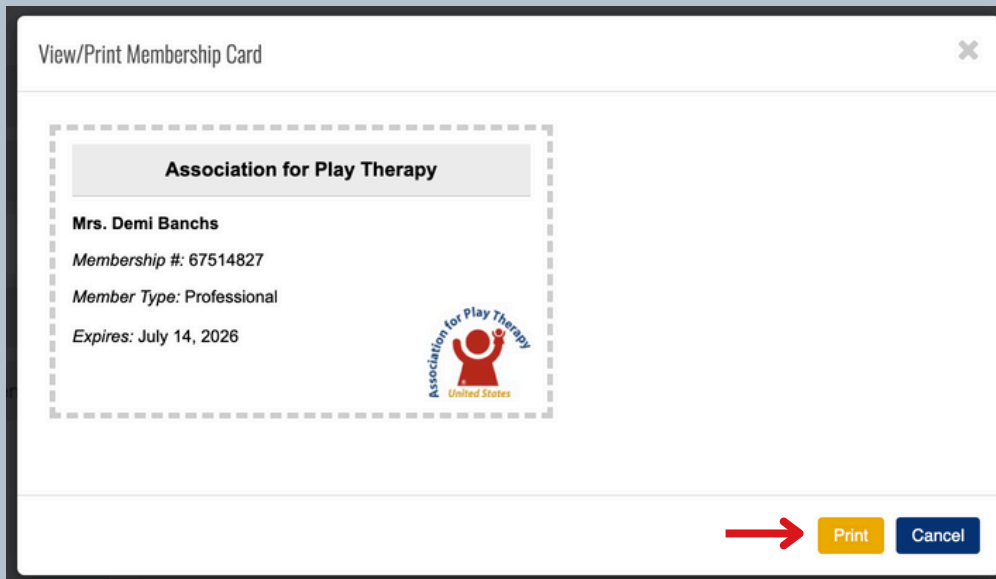 View/Print Membership Card
Association for Play Therapy
Mrs. Demi Banchs
Membership #: 67514827
Member Type: Professional
Expires: July 14, 2026
Association for Play Therapy
United States
Print
Cancel